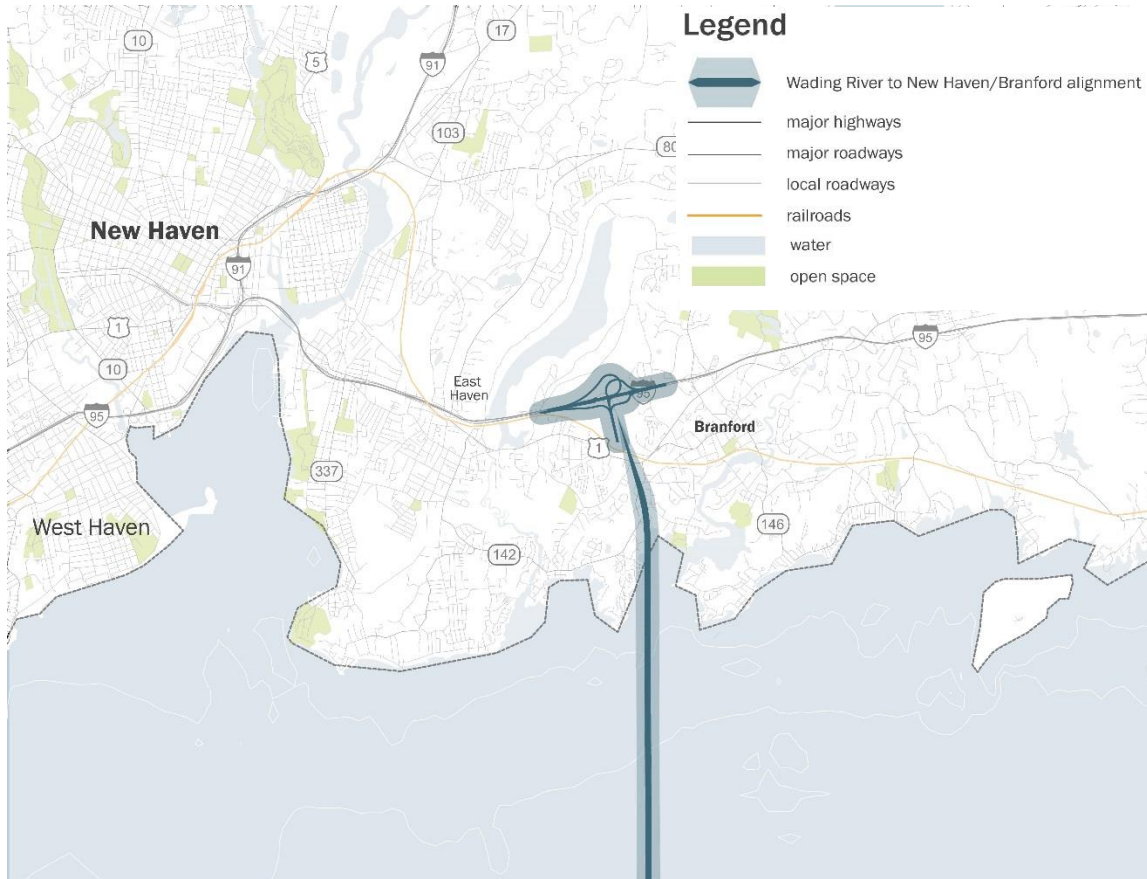 Legend
Wading River to New Haven/Branford alignment
major highways
major roadways
local roadways
railroads
water
open space
10
17
5
91
103
80
New Haven
91
1
95
10
East
Haven
95
95
Branford
1
337
West Haven
146
142